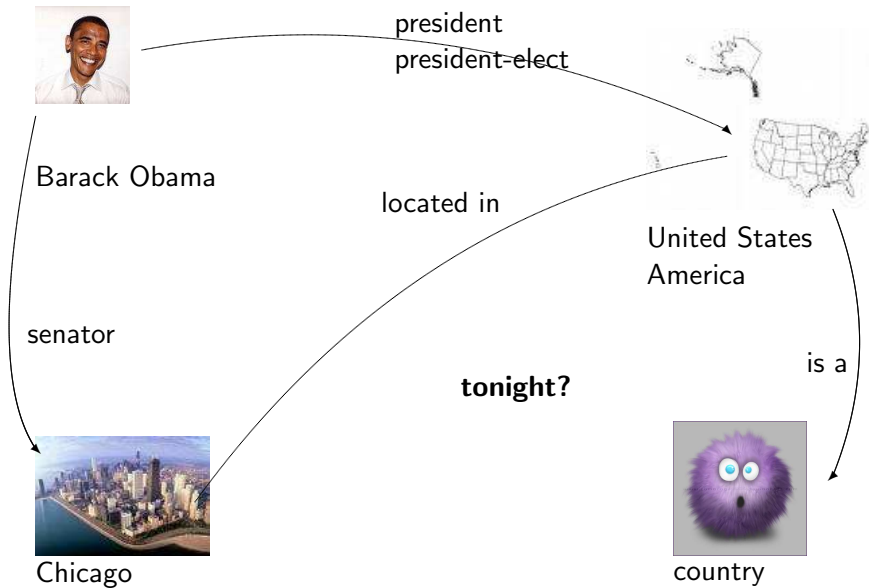 president
president-elect
Barack Obama
located in
United States
America
senator
is a
tonight?
Chicago
country